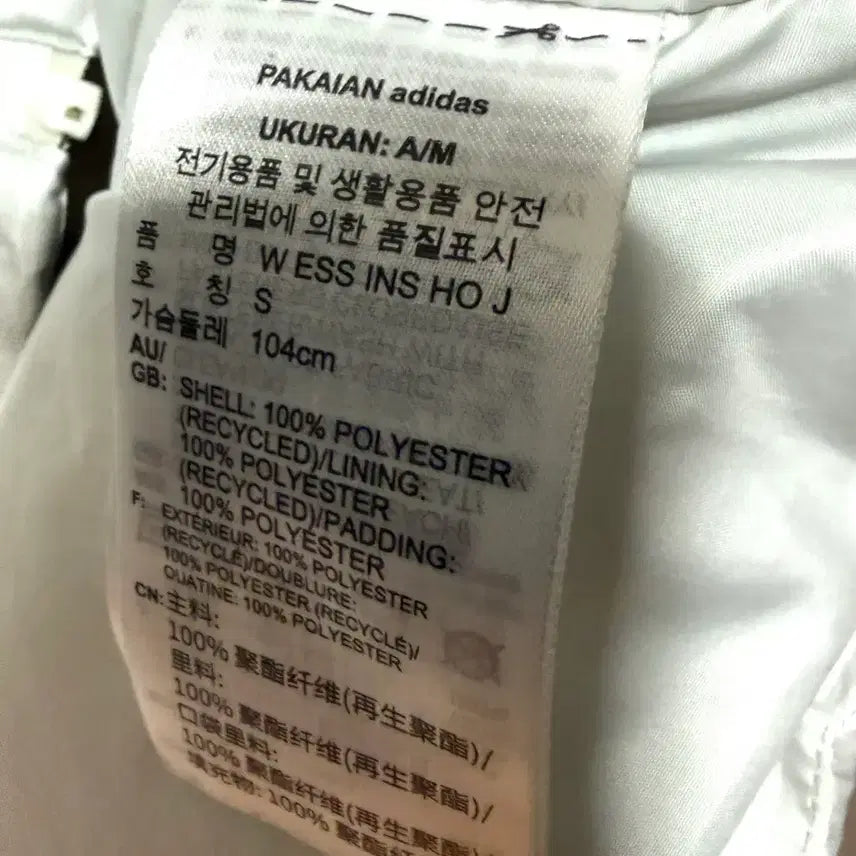 PAKAIAN adidas
UKURAN: A/M
전기용품 및 생활용품 안전
관리법에 의한 품질표시
품 명 W ESS INS HO J
호 칭 S
가슴둘레 104cm
AU/
GB: SHELL: 100% POLYESTER
(RECYCLED)/LINING:
100% POLYESTER
(RECYCLED)/PADDING:
100% POLYESTER
F: EXTÉRIEUR: 100% POLYESTER
(RECYCLÉ)/DOUBLURE:
100% POLYESTER (RECYCLÉ)/
OUATINE: 100% POLYESTER
CN: 主料:
100% 聚酯纤维(再生聚酯)/
里料:
100% 聚酯纤维(再生聚酯)/
口袋里料:
100% 聚酯纤维(再生聚酯)/
填充物: 100% 聚酯纤维